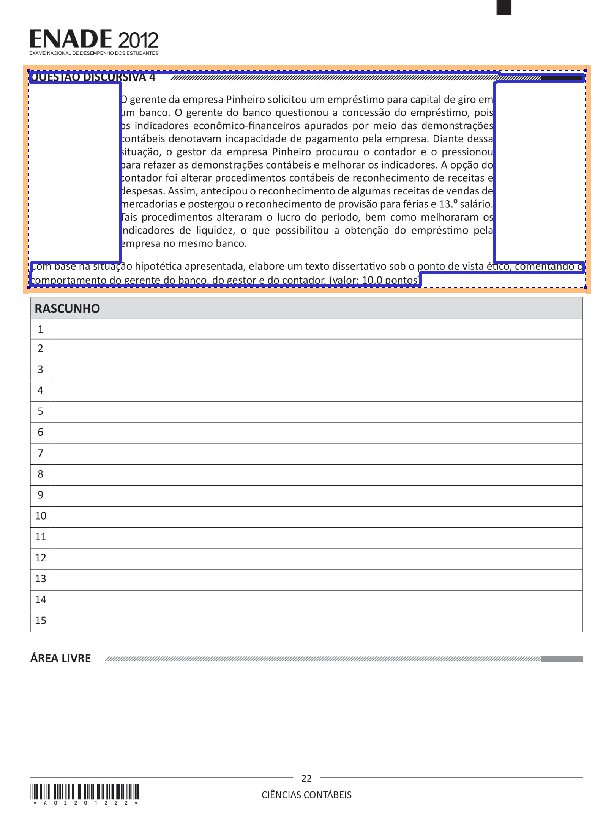 ENADE 2012
EXAME NACIONAL DE DESEMPENHO DOS ESTUDANTES
QUESTÃO DISCURSIVA 4
O gerente da empresa Pinheiro solicitou um empréstimo para capital de giro em
um banco. O gerente do banco questionou a concessão do empréstimo, pois
os indicadores econômico-financeiros apurados por meio das demonstrações
contábeis denotavam incapacidade de pagamento pela empresa. Diante dessa
situação, o gestor da empresa Pinheiro procurou o contador e o pressionou
para refazer as demonstrações contábeis e melhorar os indicadores. A opção do
contador foi alterar procedimentos contábeis de reconhecimento de receitas e
despesas. Assim, antecipou o reconhecimento de algumas receitas de vendas de
mercadorias e postergou o reconhecimento de provisão para férias e 13.º salário.
Tais procedimentos alteraram o lucro do período, bem como melhoraram os
indicadores de liquidez, o que possibilitou a obtenção do empréstimo pela
empresa no mesmo banco.
Com base na situação hipotética apresentada, elabore um texto dissertativo sob o ponto de vista ético, comentando o
comportamento do gerente do banco, do gestor e do contador. (valor: 10,0 pontos)
RASCUNHO
1
2
3
4
5
6
7
8
9
10
11
12
13
14
15
ÁREA LIVRE
22
CIÊNCIAS CONTÁBEIS
*A02201222*